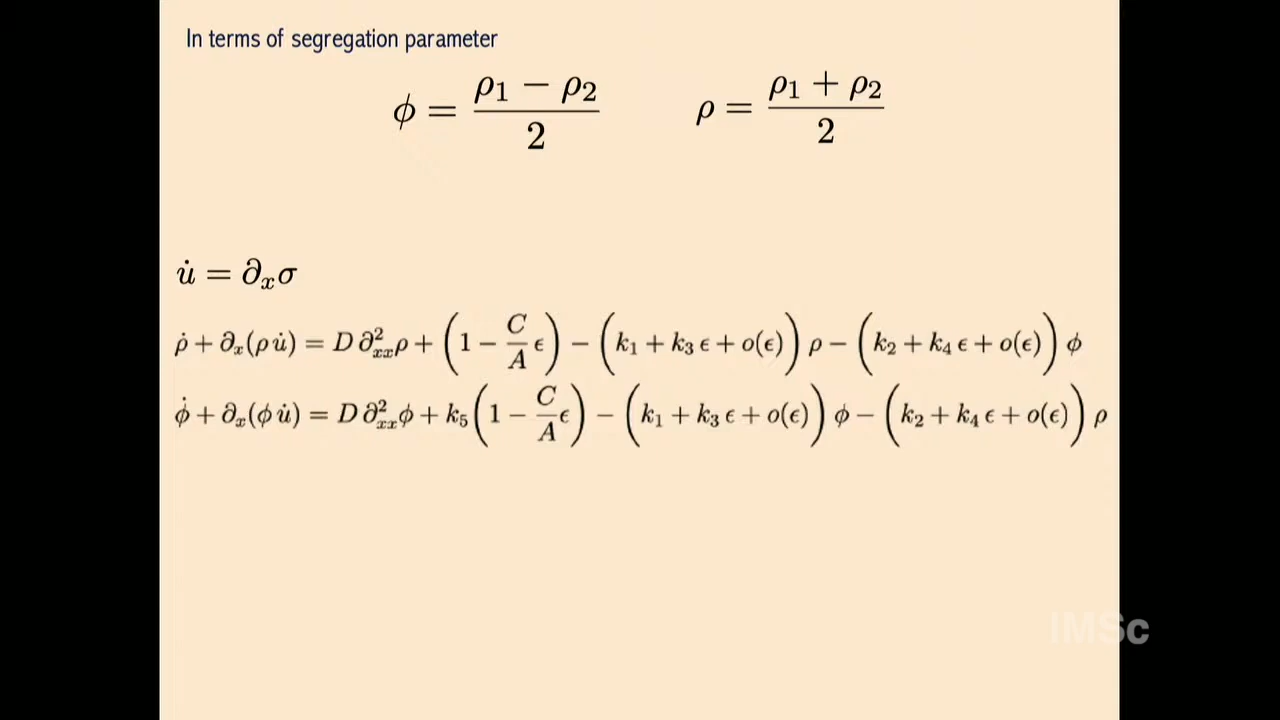 In terms of segregation parameter
ϕ = (ρ₁ − ρ₂)/2    ρ = (ρ₁ + ρ₂)/2
u̇ = ∂ₓσ
ρ̇ + ∂ₓ(ρ u̇) = D ∂²ₓₓρ + (1 − (C/A) ϵ) − (k₁ + k₃ ϵ + o(ϵ)) ρ − (k₂ + k₄ ϵ + o(ϵ)) ϕ
ϕ̇ + ∂ₓ(ϕ u̇) = D ∂²ₓₓϕ + k₅(1 − (C/A)ϵ) − (k₁ + k₃ ϵ + o(ϵ)) ϕ − (k₂ + k₄ ϵ + o(ϵ)) ρ
IMSc